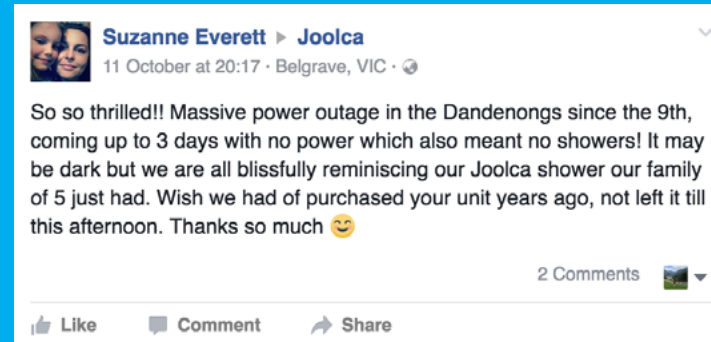 Suzanne Everett ▸ Joolca
11 October at 20:17 · Belgrave, VIC ·
So so thrilled!! Massive power outage in the Dandenongs since the 9th,
coming up to 3 days with no power which also meant no showers! It may
be dark but we are all blissfully reminiscing our Joolca shower our family
of 5 just had. Wish we had of purchased your unit years ago, not left it till
this afternoon. Thanks so much 😊
2 Comments
Like Comment Share